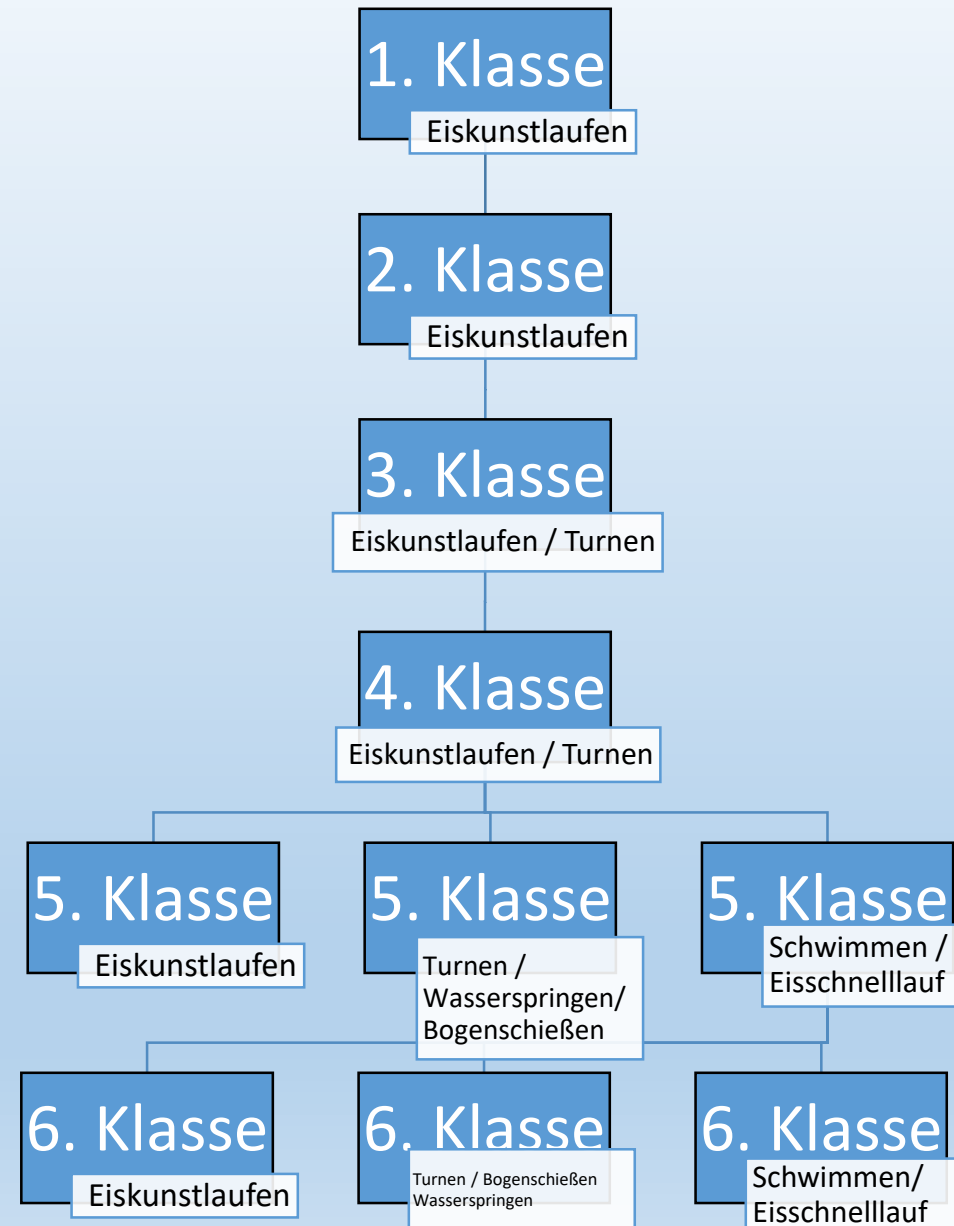 1. Klasse
Eiskunstlaufen
2. Klasse
Eiskunstlaufen
3. Klasse
Eiskunstlaufen / Turnen
4. Klasse
Eiskunstlaufen / Turnen
5. Klasse
Eiskunstlaufen
5. Klasse
Turnen /
Wasserspringen/
Bogenschießen
5. Klasse
Schwimmen /
Eisschnelllauf
6. Klasse
Eiskunstlaufen
6. Klasse
Turnen / Bogenschießen
Wasserspringen
6. Klasse
Schwimmen/
Eisschnelllauf